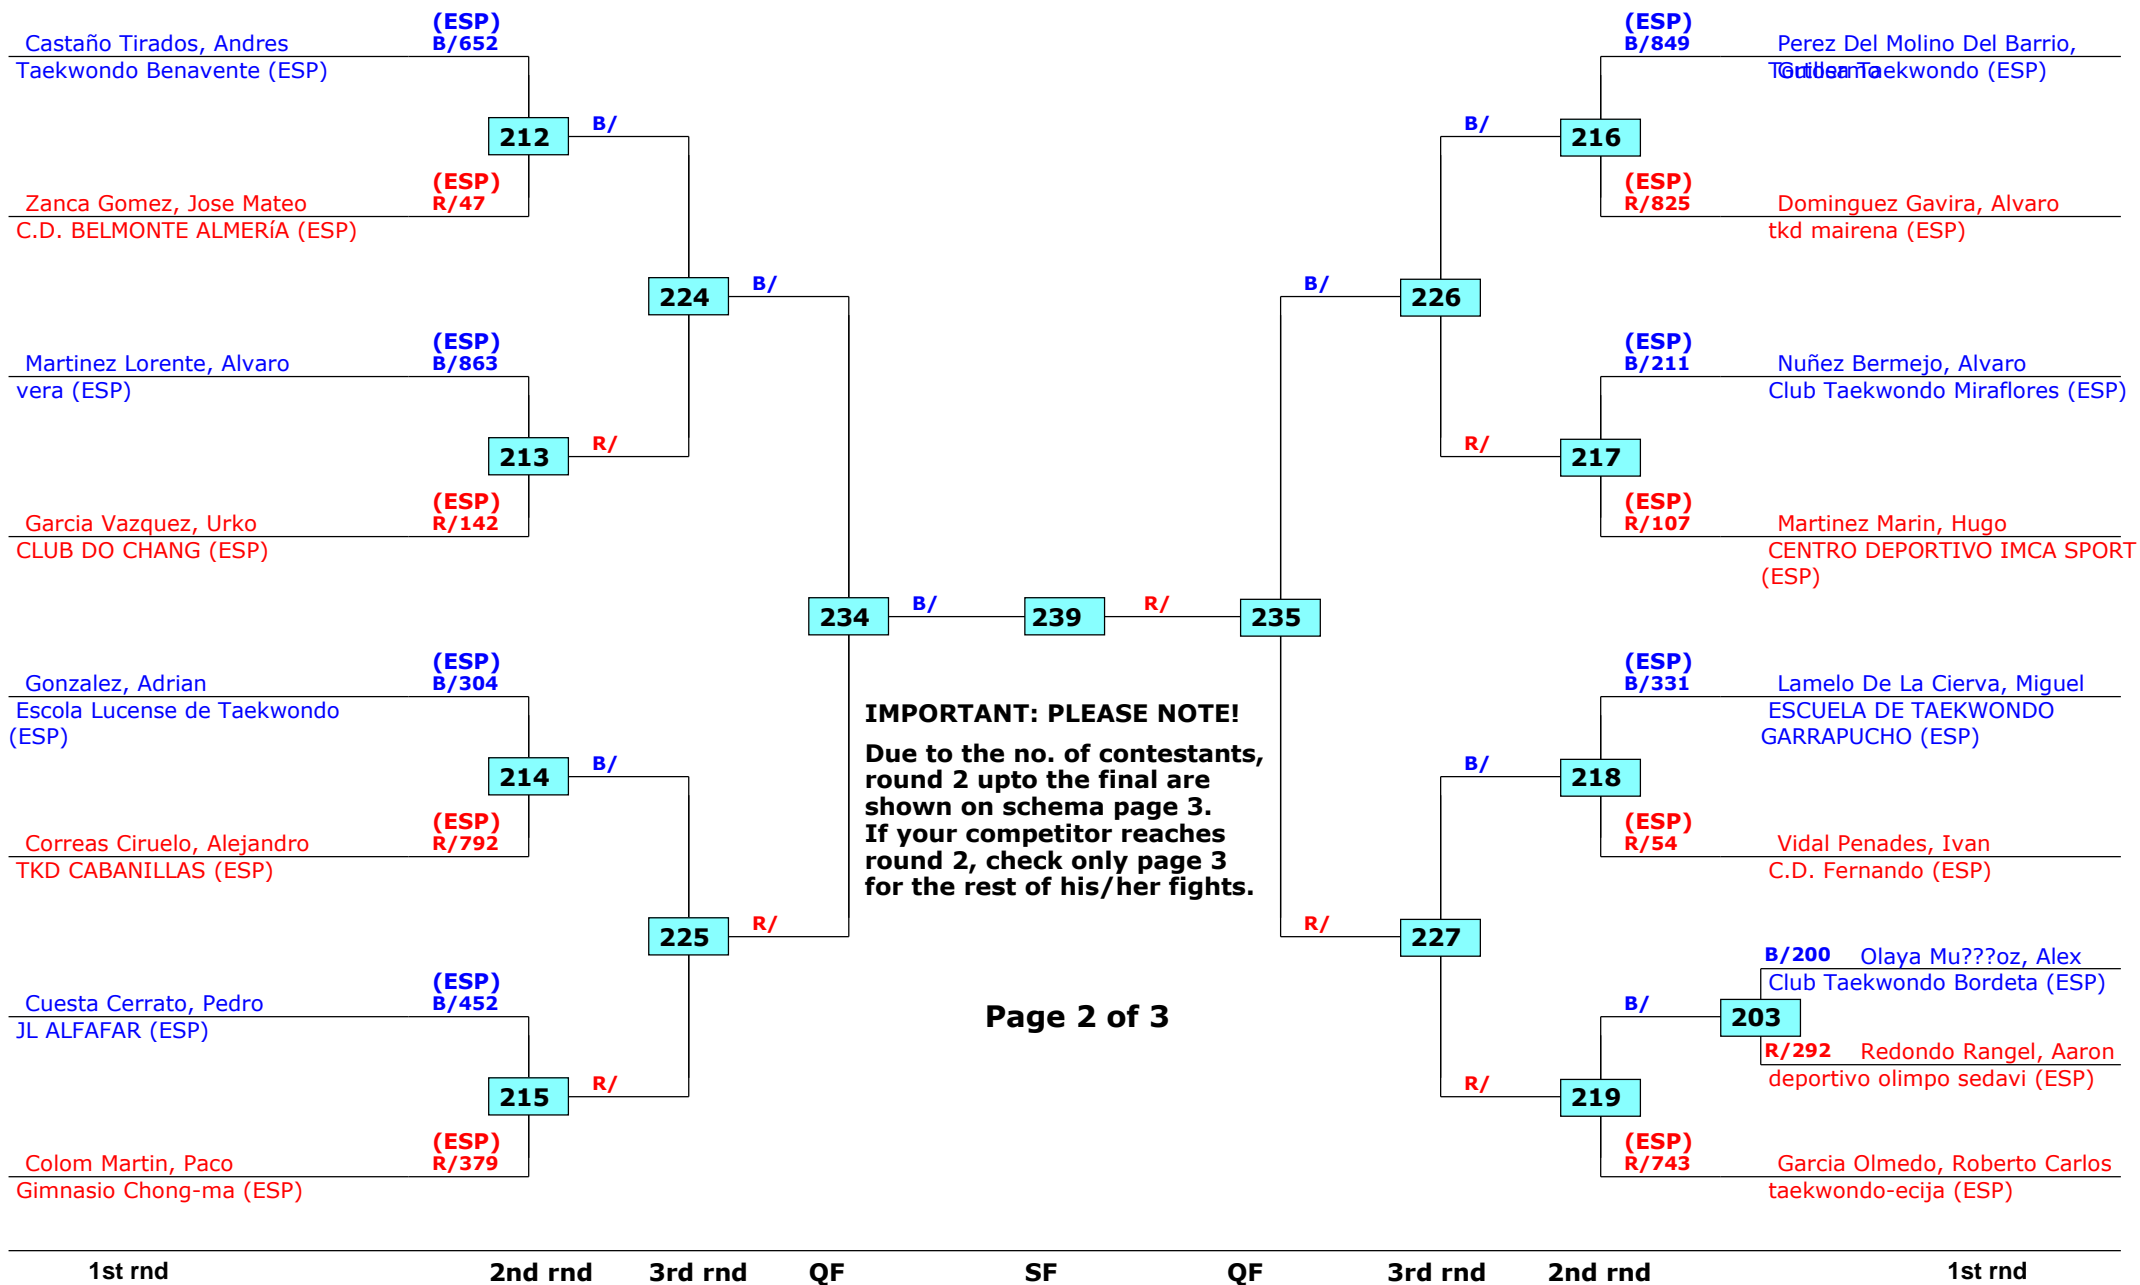 (ESP)
Castaño Tirados, Andres B/652
Taekwondo Benavente (ESP)
212
B/
(ESP)
Zanca Gomez, Jose Mateo R/47
C.D. BELMONTE ALMERíA (ESP)
224
B/
(ESP)
Martinez Lorente, Alvaro B/863
vera (ESP)
213
R/
(ESP)
Garcia Vazquez, Urko R/142
CLUB DO CHANG (ESP)
234
B/
239
R/
235
(ESP)
Gonzalez, Adrian B/304
Escola Lucense de Taekwondo
(ESP)
214
B/
(ESP)
Correas Ciruelo, Alejandro R/792
TKD CABANILLAS (ESP)
225
R/
(ESP)
Cuesta Cerrato, Pedro B/452
JL ALFAFAR (ESP)
215
R/
(ESP)
Colom Martin, Paco R/379
Gimnasio Chong-ma (ESP)
IMPORTANT: PLEASE NOTE!
Due to the no. of contestants,
round 2 upto the final are
shown on schema page 3.
If your competitor reaches
round 2, check only page 3
for the rest of his/her fights.
Page 2 of 3
(ESP)
B/849 Perez Del Molino Del Barrio,
Taekwondo (ESP)
B/
216
(ESP)
R/825 Dominguez Gavira, Alvaro
tkd mairena (ESP)
B/
226
(ESP)
B/211 Nuñez Bermejo, Alvaro
Club Taekwondo Miraflores (ESP)
R/
217
(ESP)
R/107 Martinez Marin, Hugo
CENTRO DEPORTIVO IMCA SPORT
(ESP)
(ESP)
B/331 Lamelo De La Cierva, Miguel
ESCUELA DE TAEKWONDO
GARRAPUCHO (ESP)
B/
218
(ESP)
R/54 Vidal Penades, Ivan
C.D. Fernando (ESP)
R/
227
B/200 Olaya Mu???oz, Alex
Club Taekwondo Bordeta (ESP)
B/
203
R/292 Redondo Rangel, Aaron
deportivo olimpo sedavi (ESP)
R/
219
(ESP)
R/743 Garcia Olmedo, Roberto Carlos
taekwondo-ecija (ESP)
1st rnd 2nd rnd 3rd rnd QF SF QF 3rd rnd 2nd rnd 1st rnd